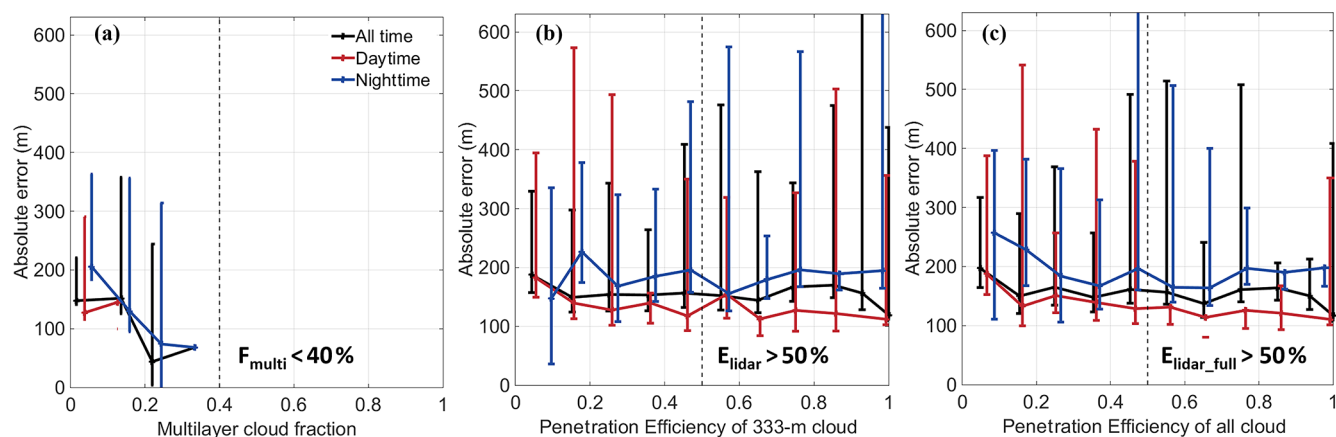 (a)
All time
Daytime
Nighttime
600
500
400
300
200
100
0
Absolute error (m)
F_multi < 40%
0 0.2 0.4 0.6 0.8 1
Multilayer cloud fraction
(b)
600
500
400
300
200
100
0
Absolute error (m)
E_lidar > 50%
0 0.2 0.4 0.6 0.8 1
Penetration Efficiency of 333-m cloud
(c)
600
500
400
300
200
100
0
Absolute error (m)
E_lidar_full > 50%
0 0.2 0.4 0.6 0.8 1
Penetration Efficiency of all cloud